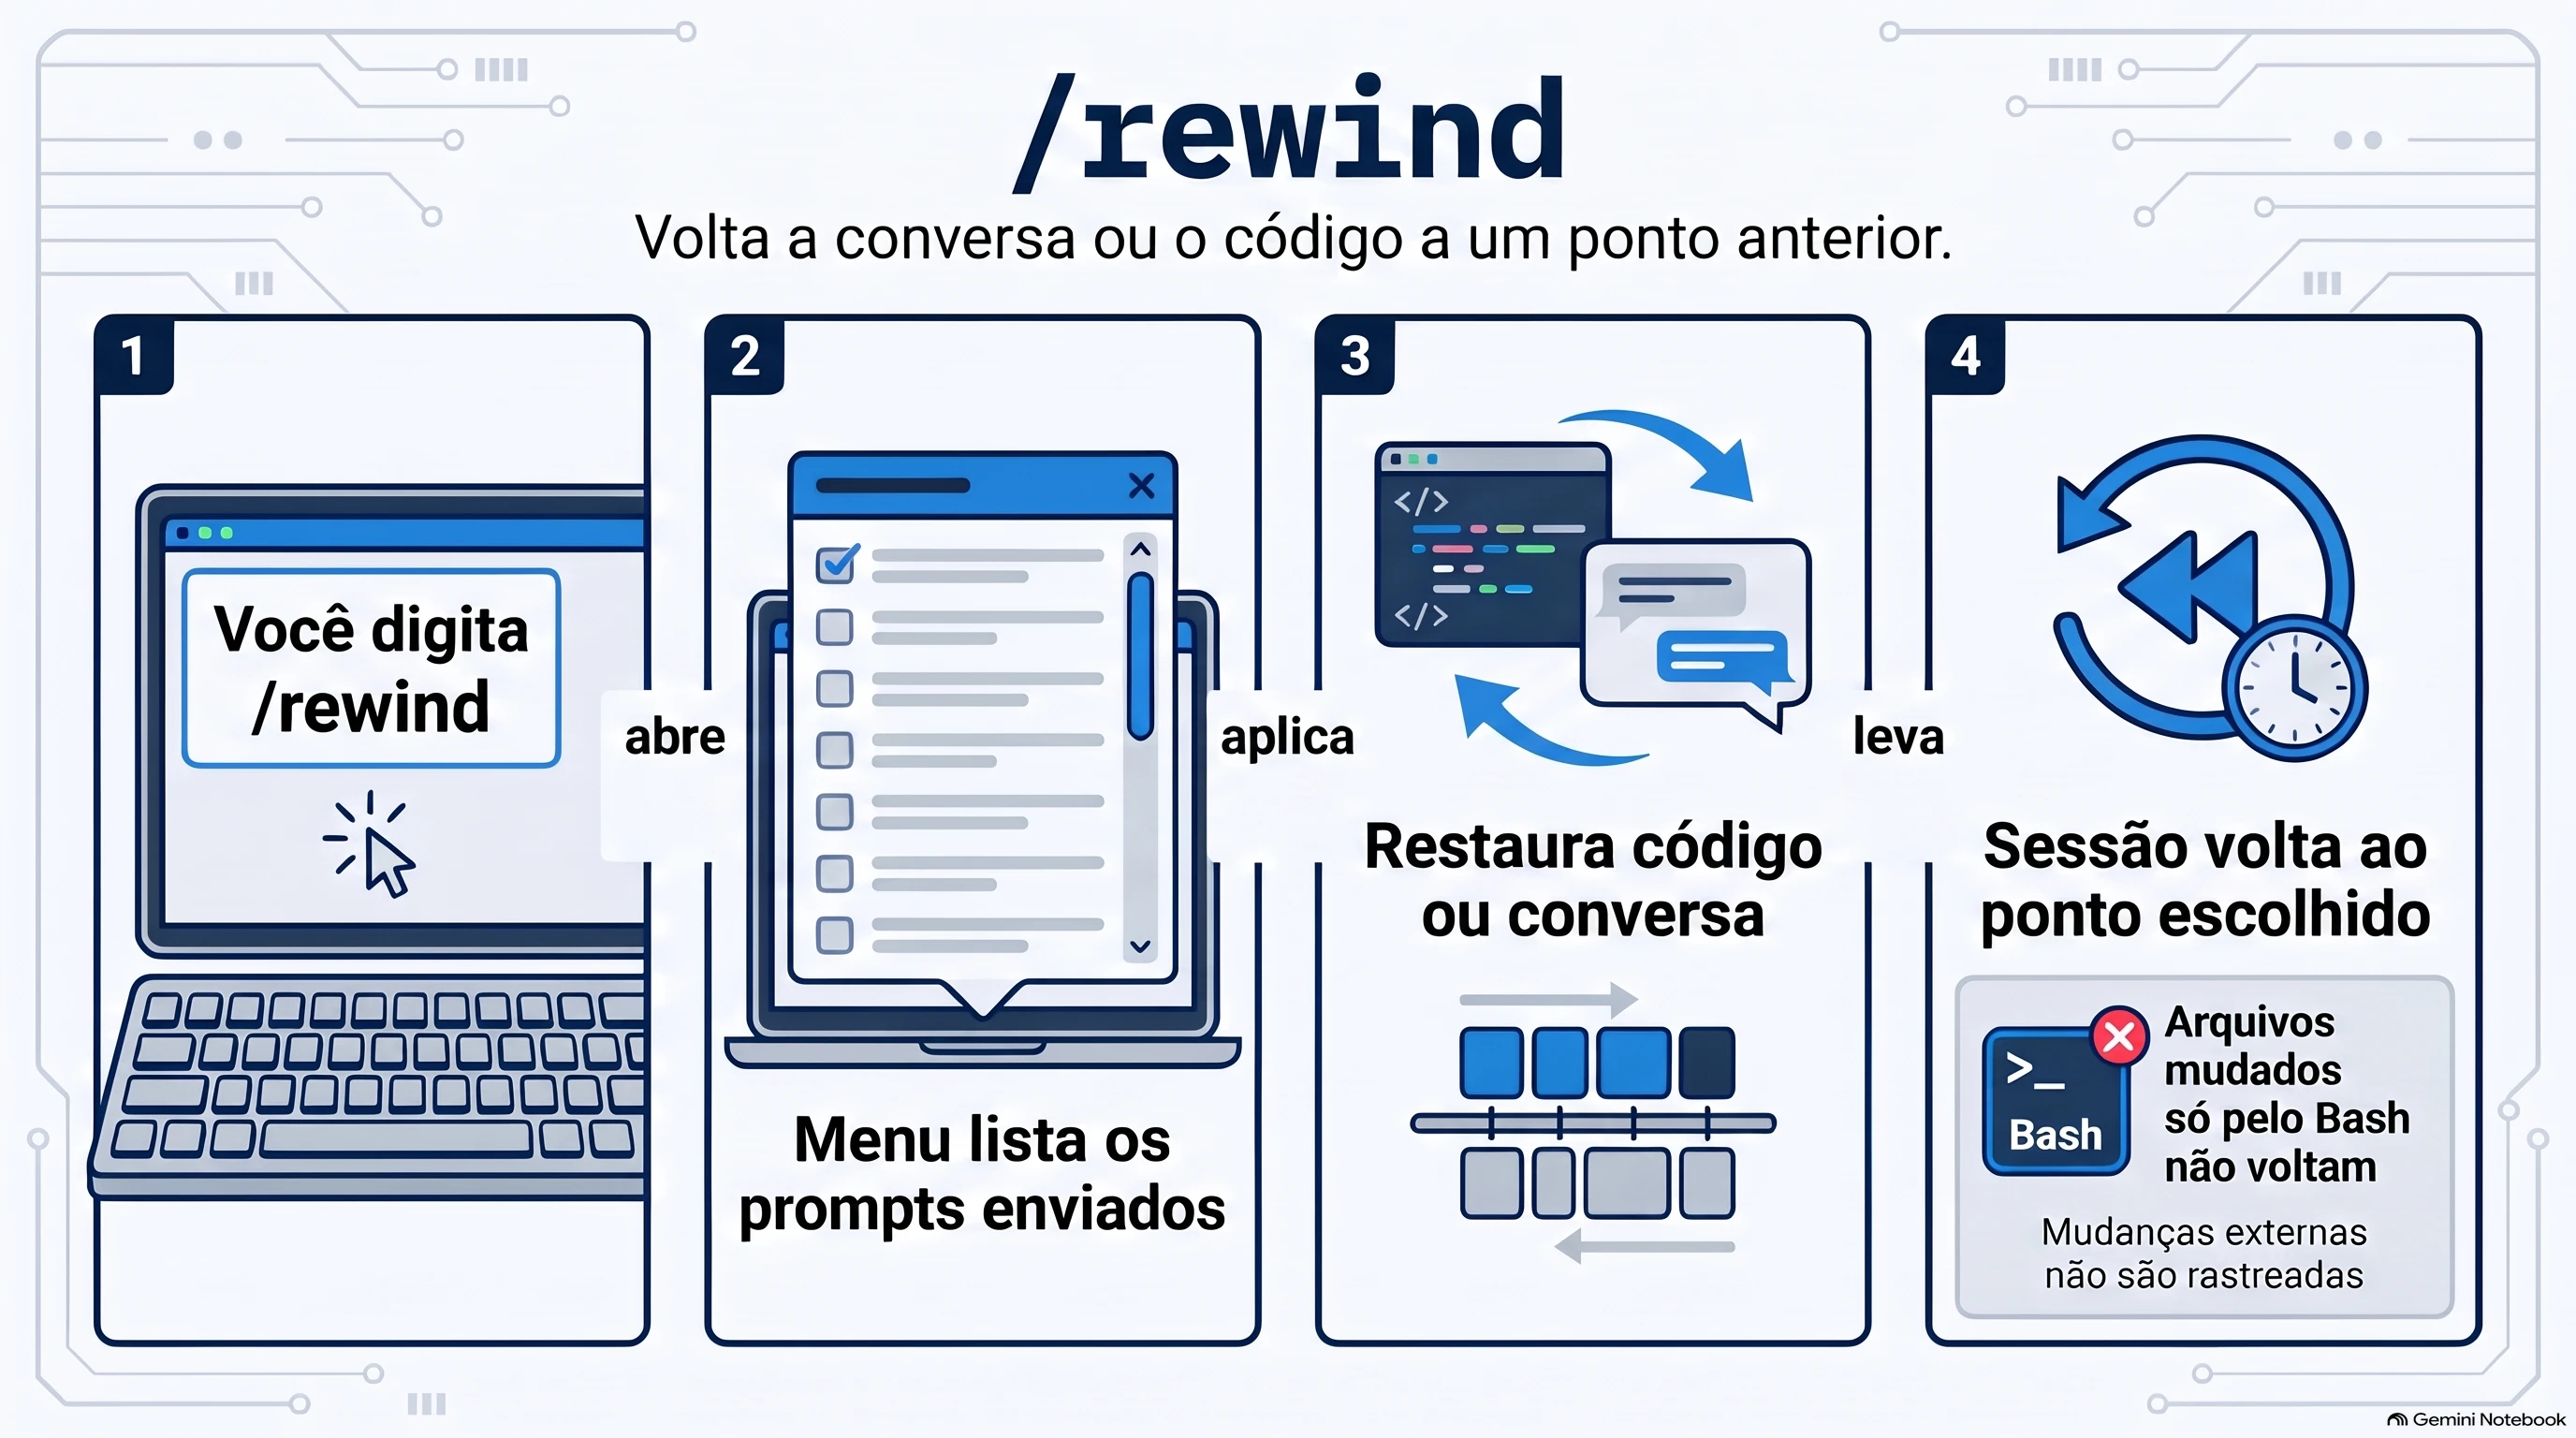 /rewind
Volta a conversa ou o código a um ponto anterior.
1
Você digita
/rewind
abre
2
Menu lista os
prompts enviados
aplica
3
</>
</>
Restaura código
ou conversa
leva
4
Sessão volta ao
ponto escolhido
>_
Bash
Arquivos
mudados
só pelo Bash
não voltam
Mudanças externas
não são rastreadas
Gemini Notebook